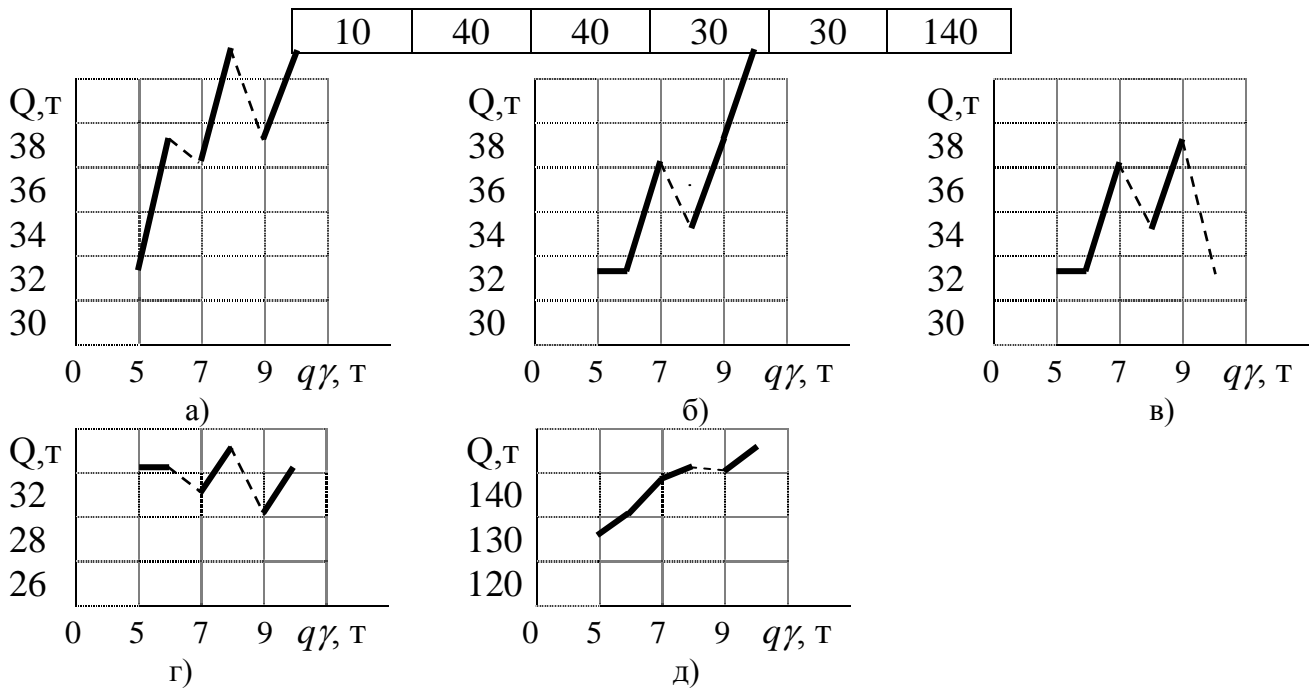 10 40 40 30 30 140
Q,т Q,т Q,т
38 38 38
36 36 36
34 34 34
32 32 32
30 30 30
0 5 7 9 qγ, т 0 5 7 9 qγ, т 0 5 7 9 qγ, т
а) б) в)
Q,т Q,т
32 140
28 130
26 120
0 5 7 9 qγ, т 0 5 7 9 qγ, т
г) д)